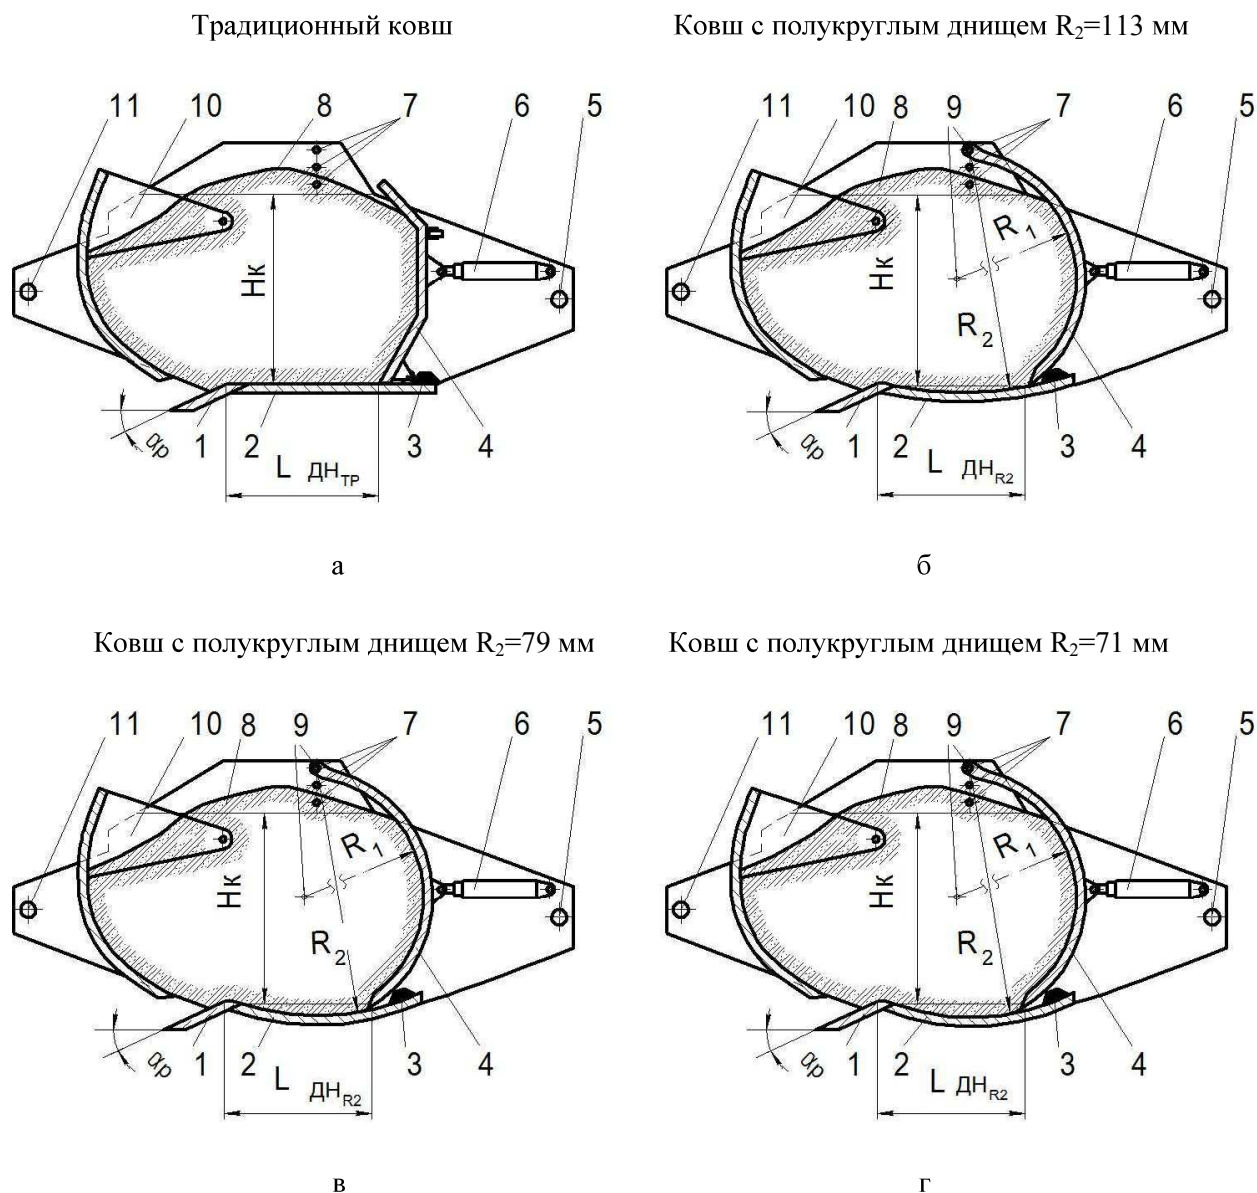 Традиционный ковш
Ковш с полукруглым днищем R₂=113 мм
11 10 8 7 6 5
11 10 8 9 7 6 5
Нк
Нк R₁
R₂
αр 1 2 3 4
αр 1 2 3 4
L ДНТР
L ДНR2
а
б
Ковш с полукруглым днищем R₂=79 мм
Ковш с полукруглым днищем R₂=71 мм
11 10 8 9 7 6 5
11 10 8 9 7 6 5
Нк R₁
R₂
Нк R₁
R₂
αр 1 2 3 4
αр 1 2 3 4
L ДНR2
L ДНR2
в
г